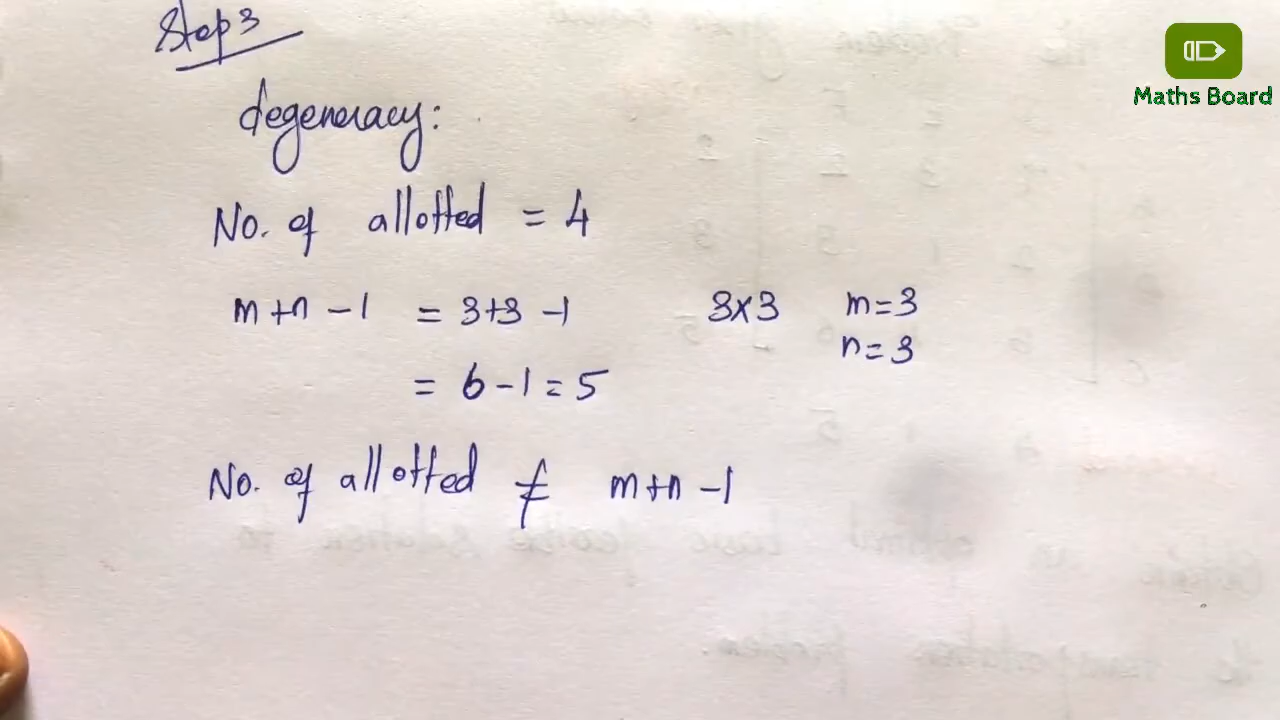 Step 3
Maths Board
degeneracy:
No. of allotted = 4
m+n-1 = 3+3-1 3x3 m=3
n=3
= 6-1=5
No. of allotted ≠ m+n-1